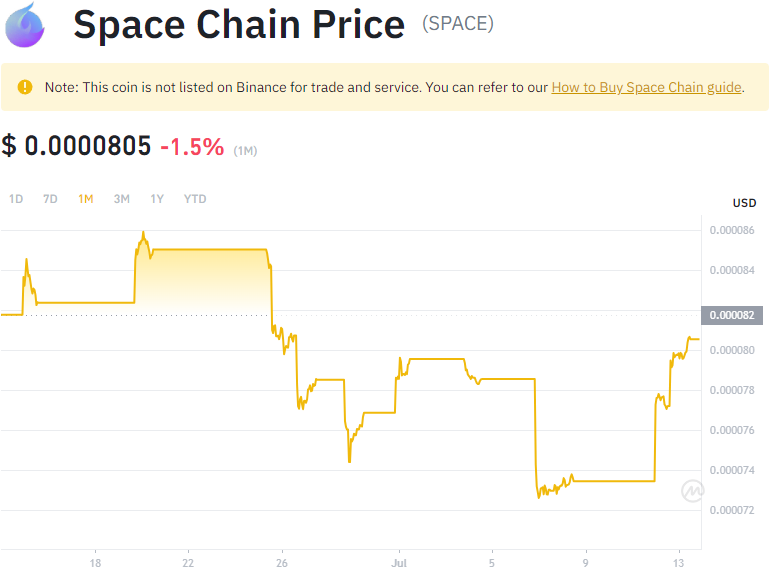 Space Chain Price (SPACE)
Note: This coin is not listed on Binance for trade and service. You can refer to our How to Buy Space Chain guide.
$ 0.0000805 -1.5% (1M)
1D 7D 1M 3M 1Y YTD
USD
0.000086
0.000084
0.000082
0.000080
0.000078
0.000076
0.000074
0.000072
18 22 26 Jul 5 9 13